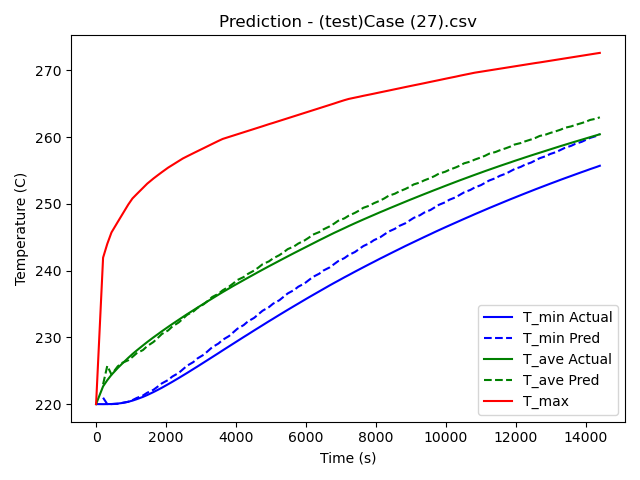 Prediction - (test)Case (27).csv
Temperature (C)
270
260
250
240
230
220
T_min Actual
T_min Pred
T_ave Actual
T_ave Pred
T_max
0 2000 4000 6000 8000 10000 12000 14000
Time (s)